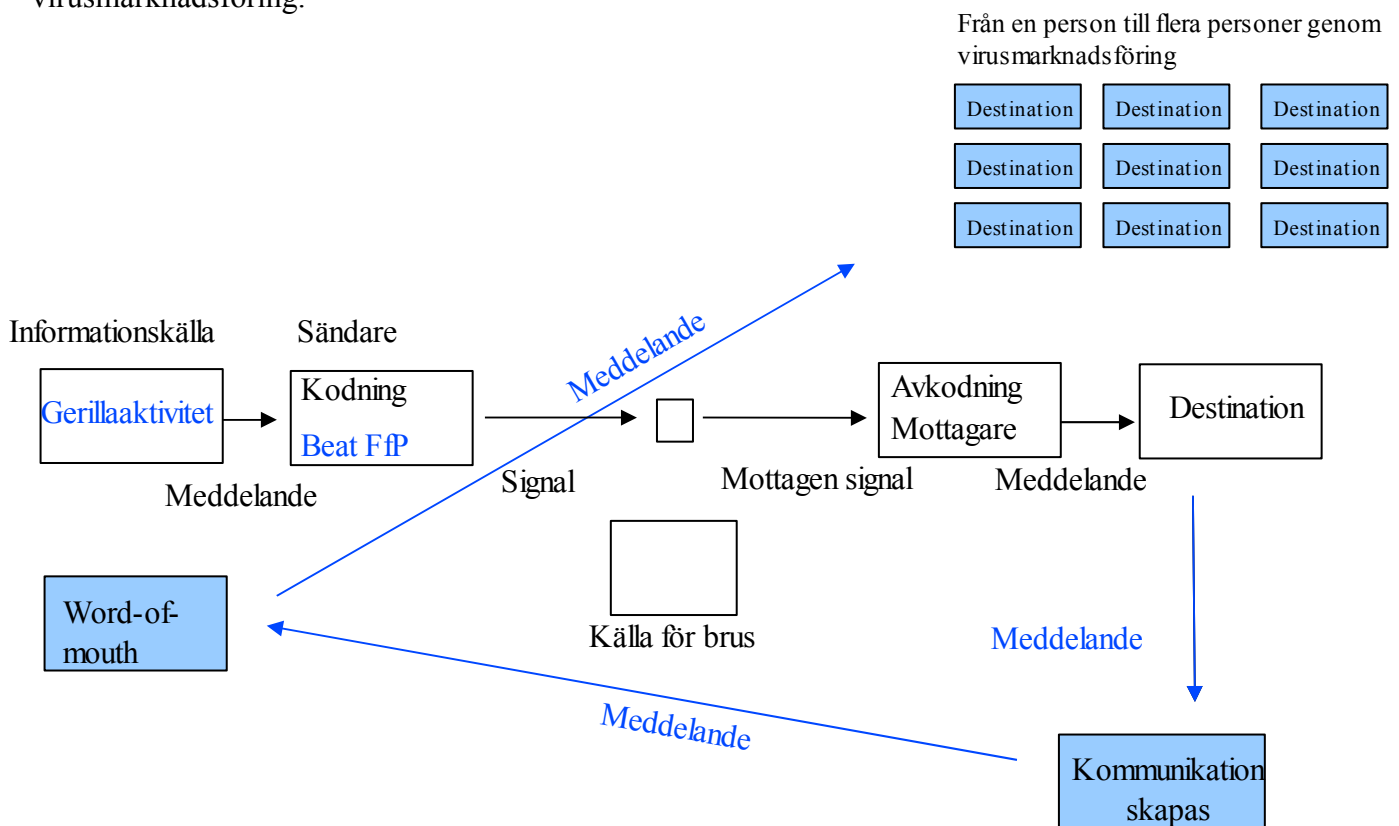 virusmarknadsföring.
Från en person till flera personer genom
virusmarknadsföring
Destination Destination Destination
Destination Destination Destination
Destination Destination Destination
Informationskälla
Sändare
Meddelande
Gerillaaktivitet
Kodning
Beat FfP
Avkodning
Mottagare
Destination
Meddelande
Signal
Mottagen signal
Meddelande
Word-of-
mouth
Källa för brus
Meddelande
Meddelande
Kommunikation
skapas